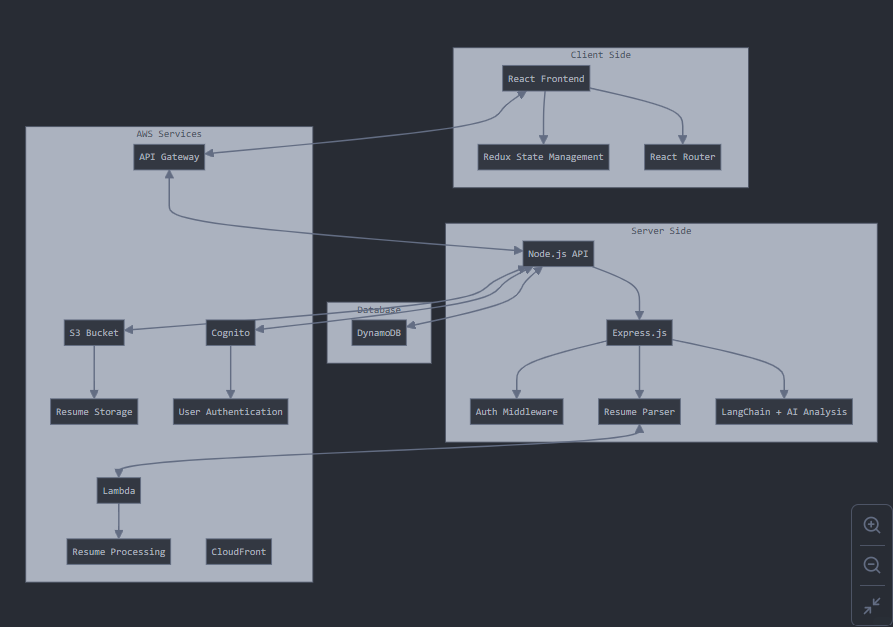 Client Side
React Frontend
Redux State Management
React Router
AWS Services
API Gateway
S3 Bucket
Cognito
Resume Storage
User Authentication
Lambda
Resume Processing
CloudFront
Database
DynamoDB
Server Side
Node.js API
Express.js
Auth Middleware
Resume Parser
LangChain + AI Analysis